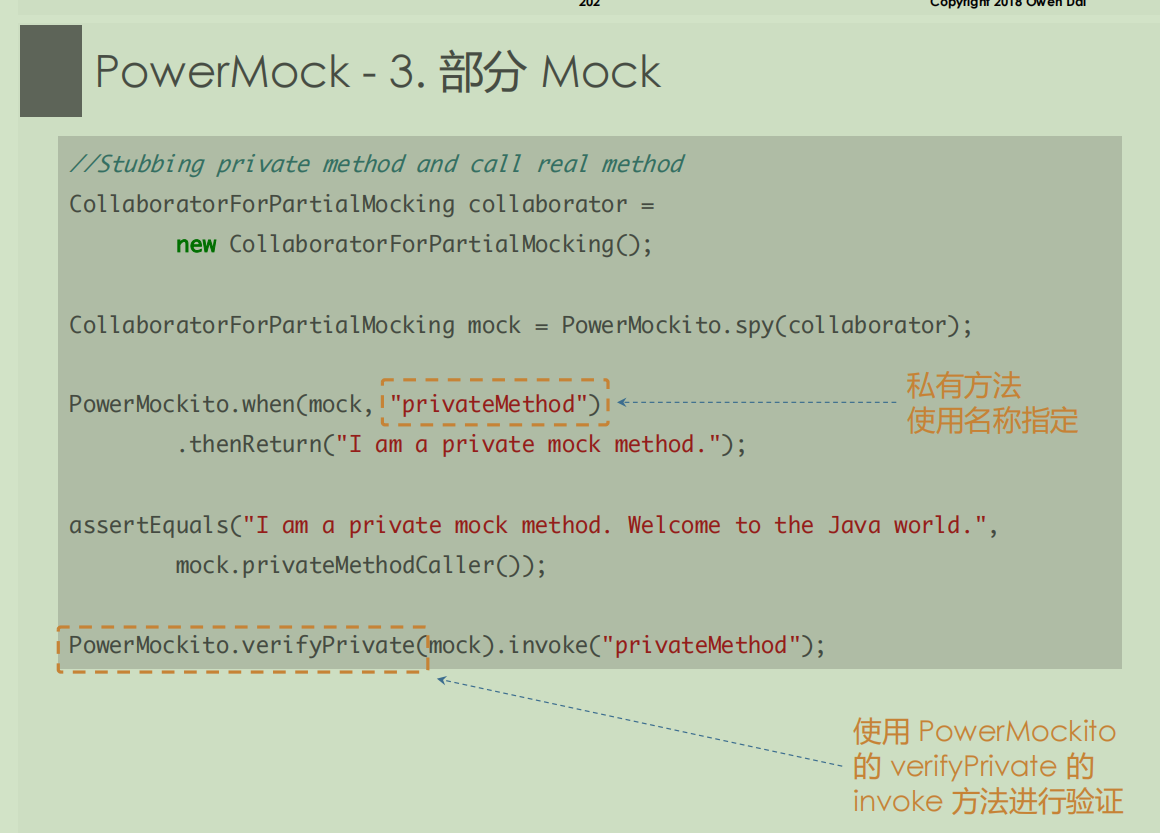 202
Copyright 2018 Owen Dai
PowerMock - 3. 部分 Mock
//Stubbing private method and call real method
CollaboratorForPartialMocking collaborator =
new CollaboratorForPartialMocking();
CollaboratorForPartialMocking mock = PowerMockito.spy(collaborator);
PowerMockito.when(mock, "privateMethod")
.thenReturn("I am a private mock method.");
私有方法
使用名称指定
assertEquals("I am a private mock method. Welcome to the Java world.",
mock.privateMethodCaller());
PowerMockito.verifyPrivate(mock).invoke("privateMethod");
使用 PowerMockito
的 verifyPrivate 的
invoke 方法进行验证